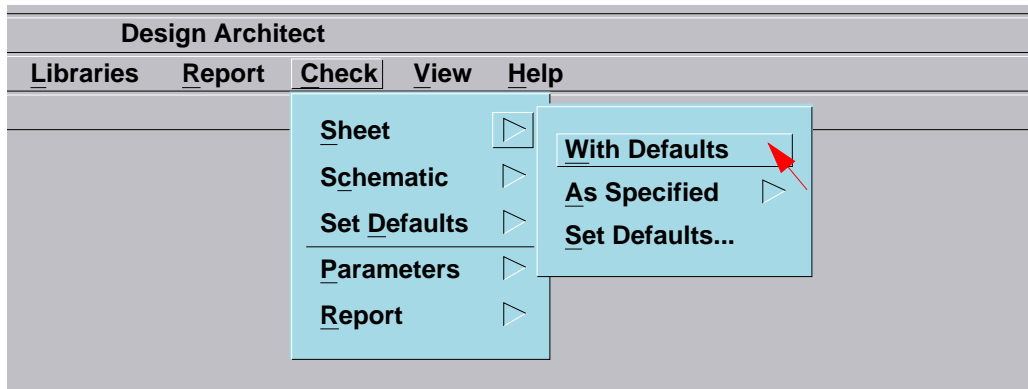 Design Architect
Libraries Report Check View Help
Sheet
Schematic
Set Defaults
Parameters
Report
With Defaults
As Specified
Set Defaults...